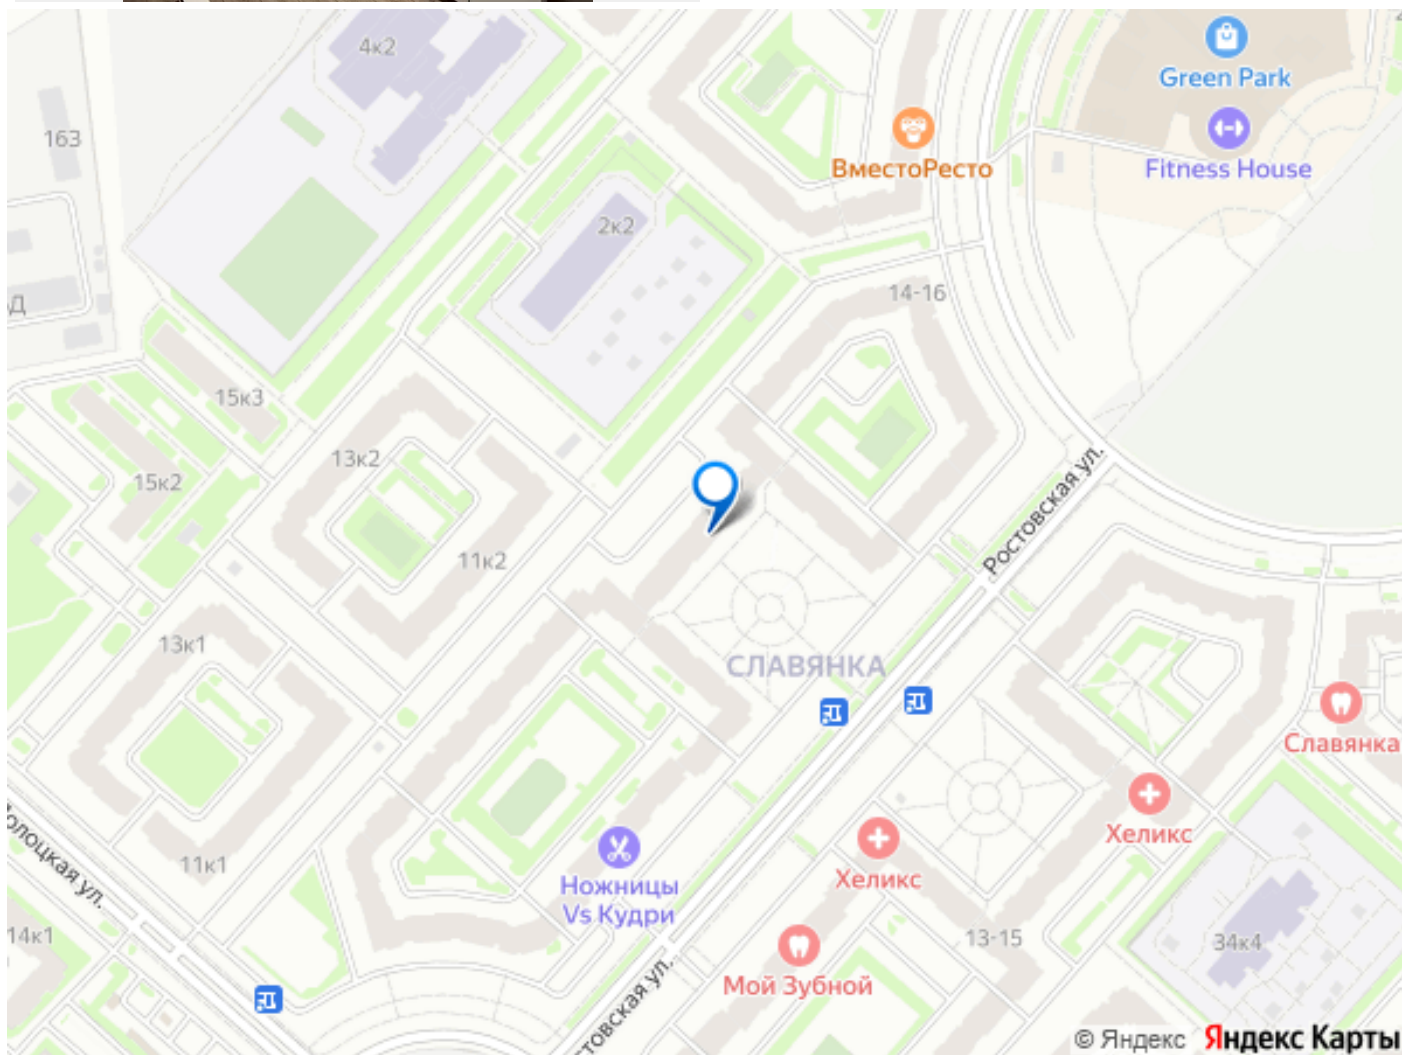 4к2
Green Park
163
ВместоРесто
Fitness House
2к2
14-16
15к3
13к2
15к2
Ростовская ул.
11к2
13к1
СЛАВЯНКА
Славянка
Хеликс
11к1
Хеликс
Ножницы
Vs Кудри
14к1
13-15
34к4
Мой Зубной
© Яндекс Яндекс Карты